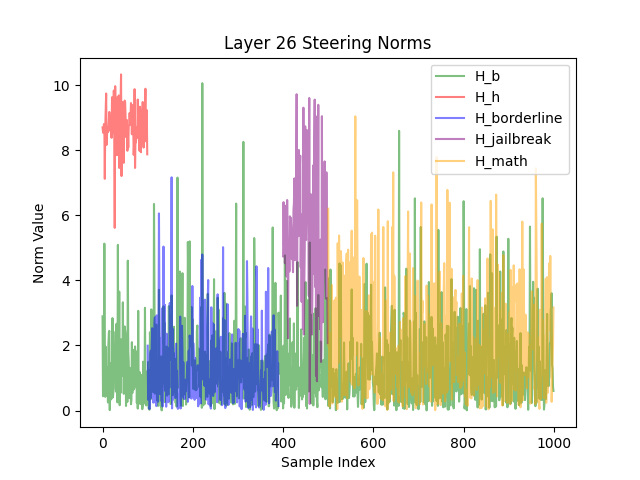 Layer 26 Steering Norms
H_b
H_h
H_borderline
H_jailbreak
H_math
10
8
6
4
2
0
Norm Value
0
200
400
600
800
1000
Sample Index